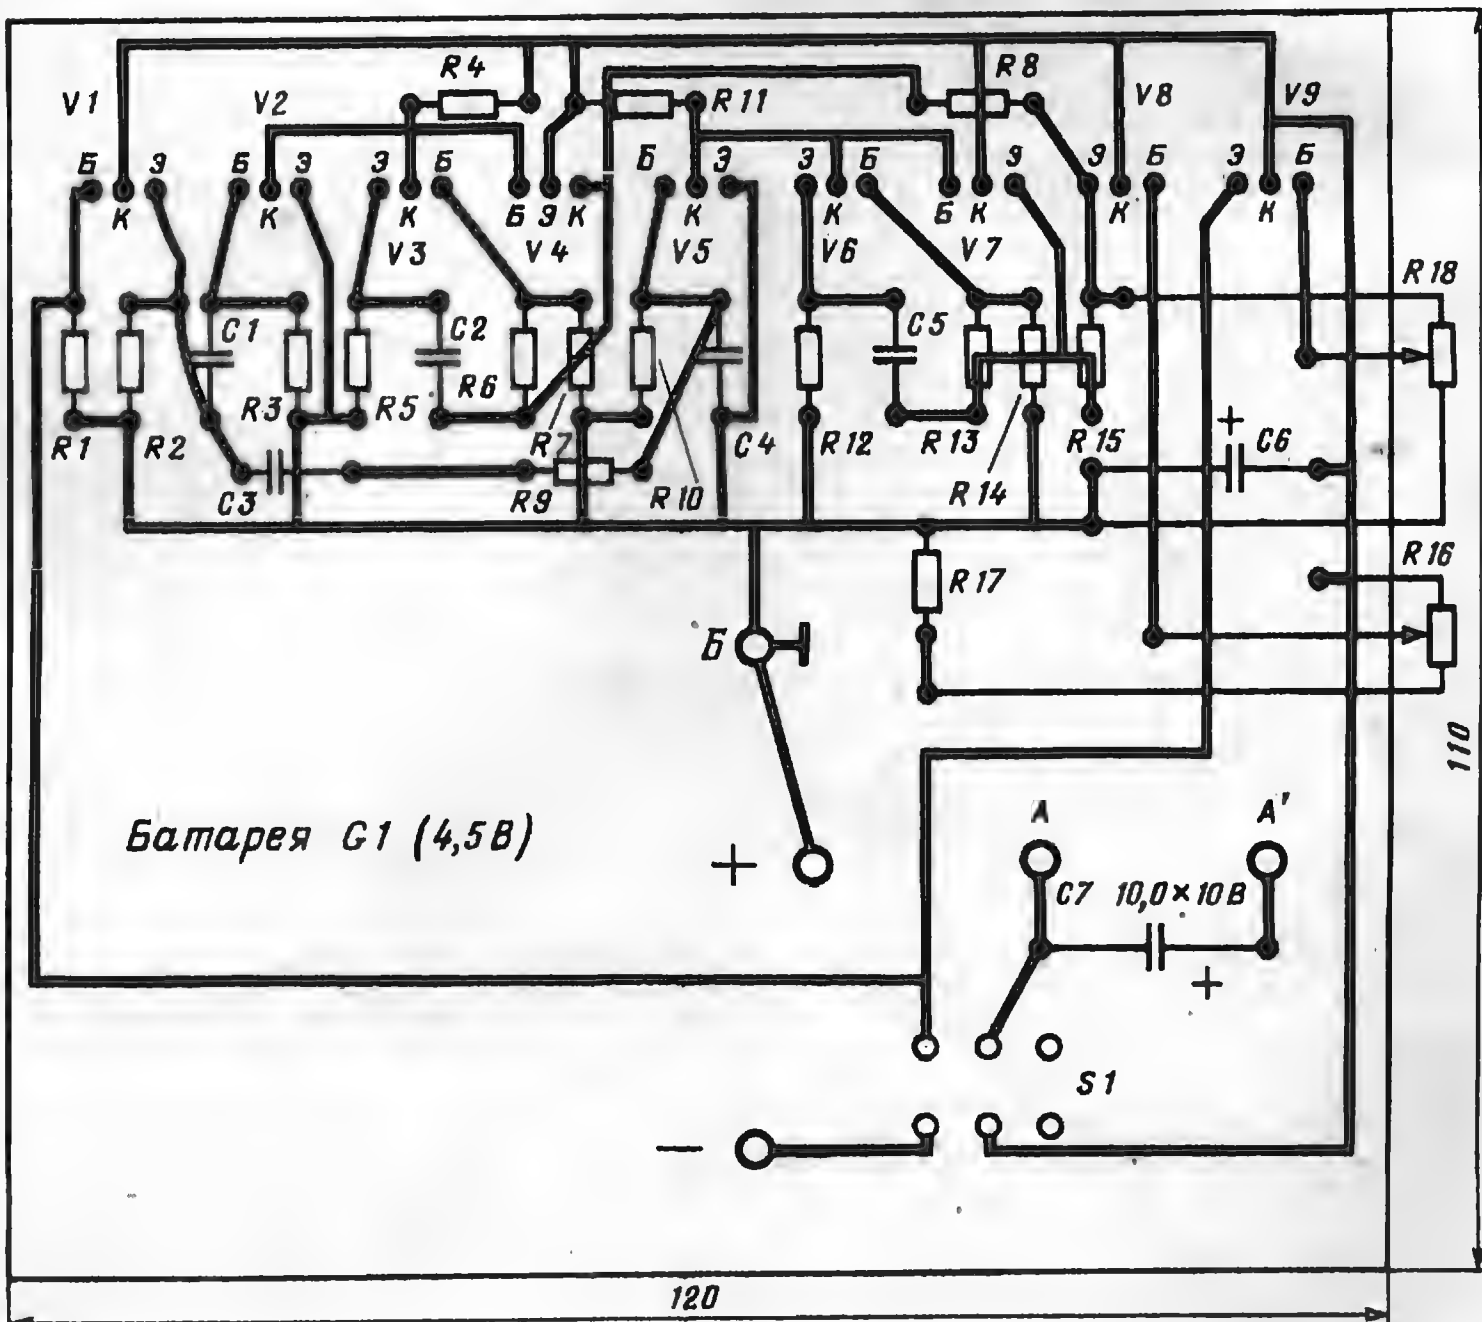 R4 R8
V1 V2 R11 V8 V9
Б Э Б Э Э Б Б Э Э Б Э Э Б Э Б
К К К Б Э К К К Б К К К
V3 V4 V5 V6 V7
R18
C1 C2 C5
R3 R5 R6
R1 R2 R7 C4 R12 R13 R15
C6
+
C3 R9 R10 R14
R16
R17
Б
110
Батарея G1 (4,5В)
А А'
+
C7 10,0×10В
+
S1
−
120